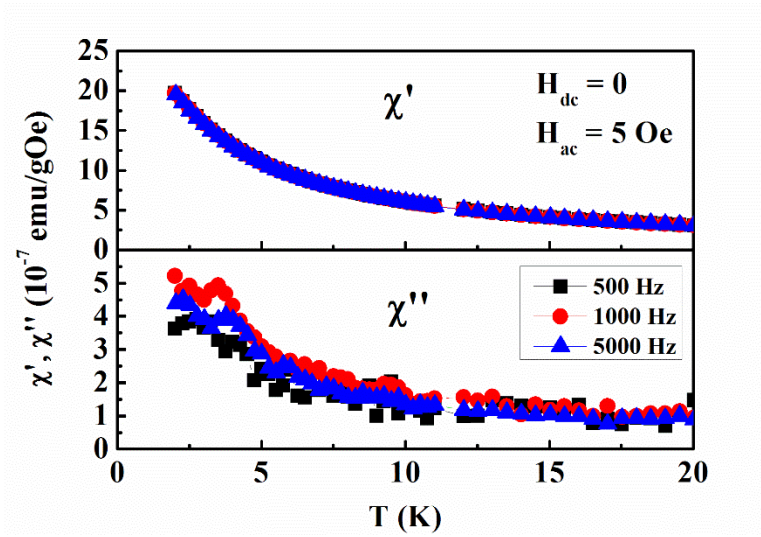 25
20
15
10
5
0
χ'
H_dc = 0
H_ac = 5 Oe
5
4
3
2
1
0
χ''
500 Hz
1000 Hz
5000 Hz
0 5 10 15 20
χ', χ'' (10^-7 emu/gOe)
T (K)